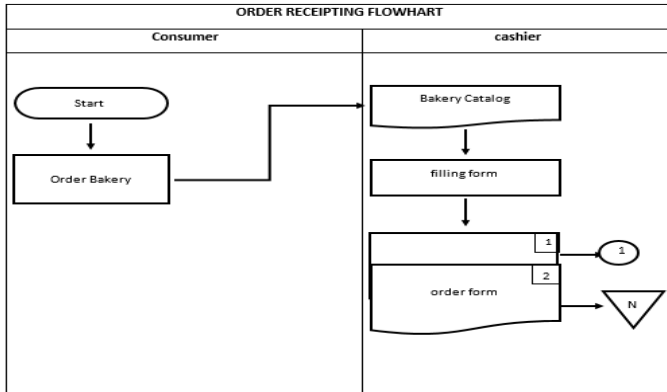 ORDER RECEIPTING FLOWHART
Consumer
cashier
Start
Bakery Catalog
Order Bakery
filling form
1
1
2
order form
N